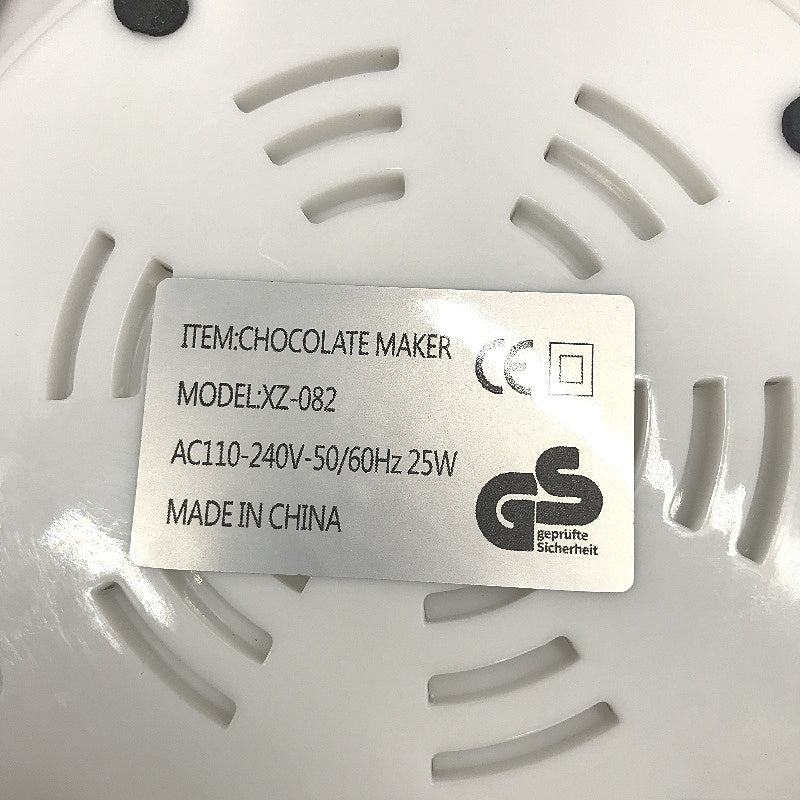 ITEM:CHOCOLATE MAKER
CE
MODEL:XZ-082
AC110-240V-50/60Hz 25W
MADE IN CHINA
GS
geprüfte
Sicherheit